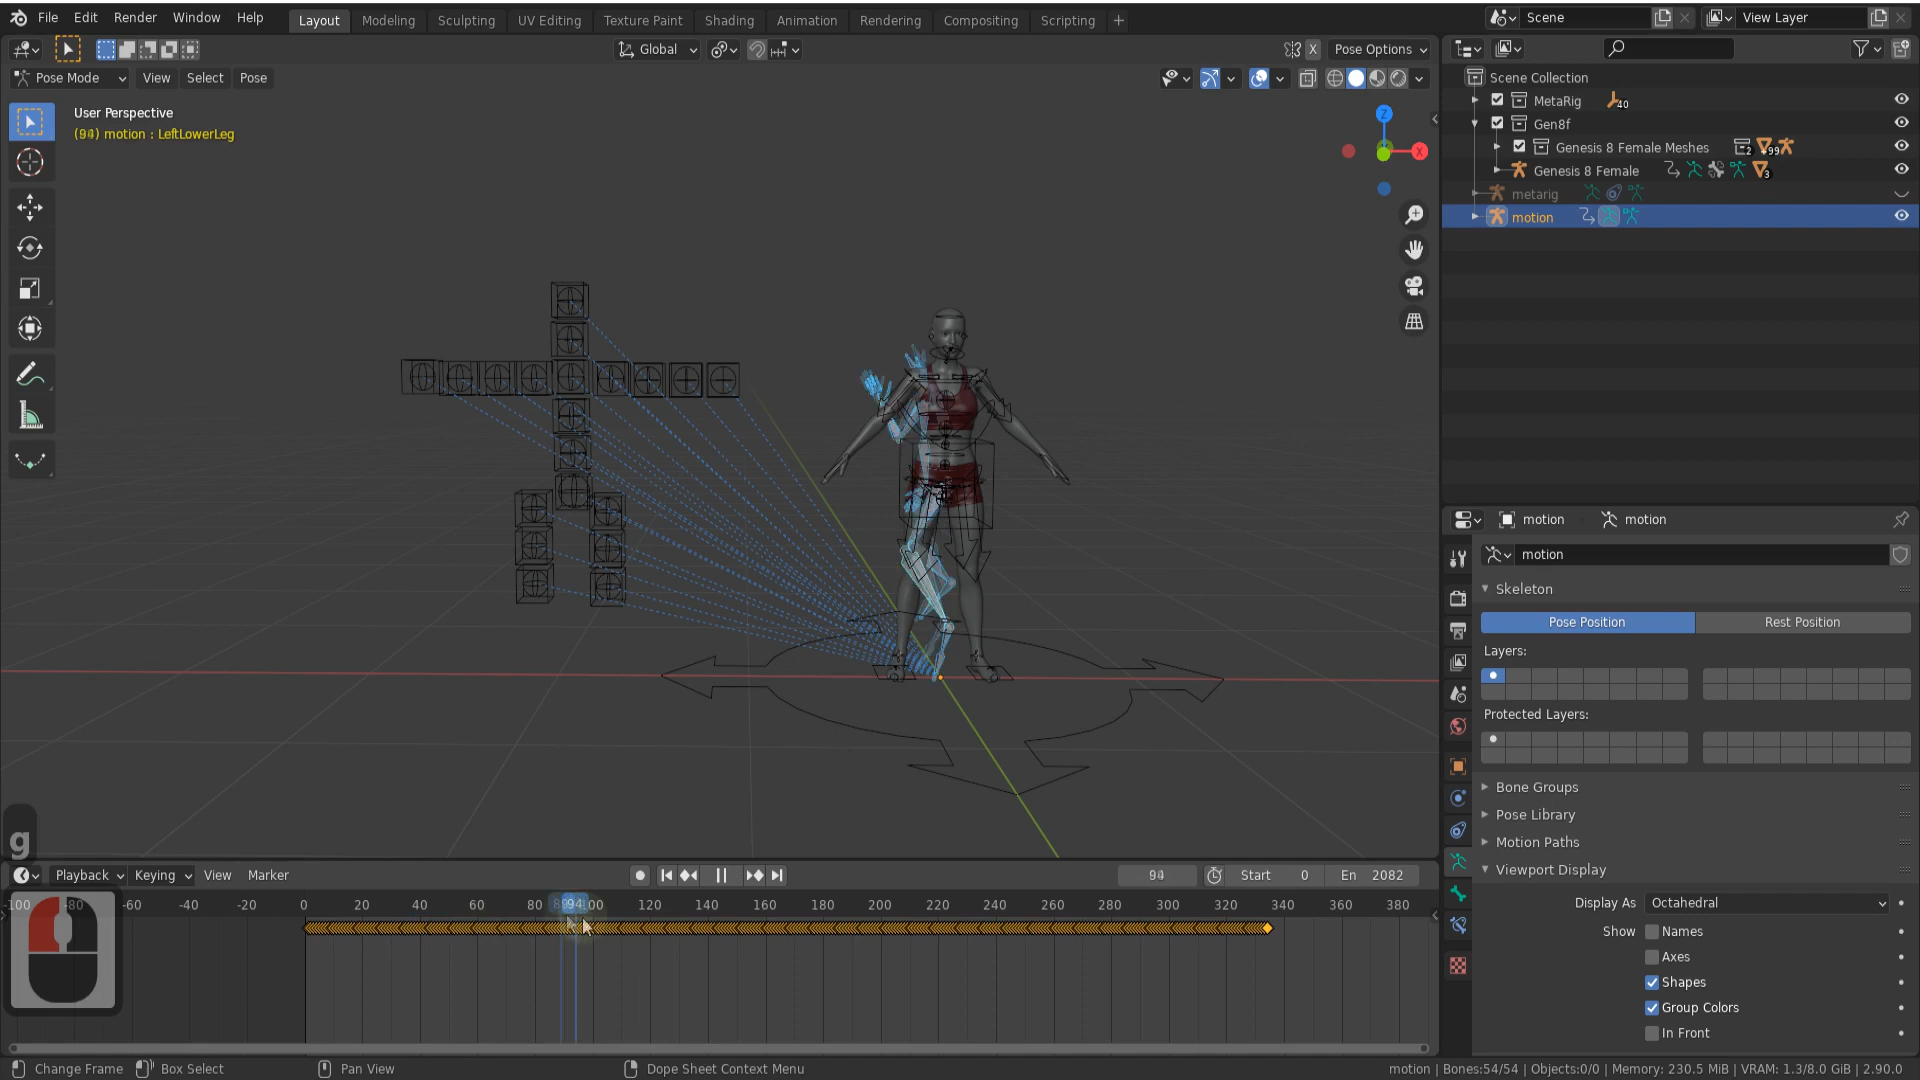 File Edit Render Window Help Layout Modeling Sculpting UV Editing Texture Paint Shading Animation Rendering Compositing Scripting + Scene View Layer
Global X Pose Options
Pose Mode View Select Pose
User Perspective
(94) motion : LeftLowerLeg
Z
X
Scene Collection
MetaRig 40
Gen8f
Genesis 8 Female Meshes 2 99
Genesis 8 Female 3
metarig
motion
motion motion
motion
Skeleton
Pose Position Rest Position
Layers:
Protected Layers:
Bone Groups
Pose Library
Motion Paths
Viewport Display
Display As Octahedral
Show Names
Axes
Shapes
Group Colors
In Front
g
Playback Keying View Marker 94 Start 0 En 2082
-100 -80 -60 -40 -20 0 20 40 60 80 94 100 120 140 160 180 200 220 240 260 280 300 320 340 360 380
Change Frame Box Select Pan View Dope Sheet Context Menu motion | Bones:54/54 | Objects:0/0 | Memory: 230.5 MiB | VRAM: 1.3/8.0 GiB | 2.90.0